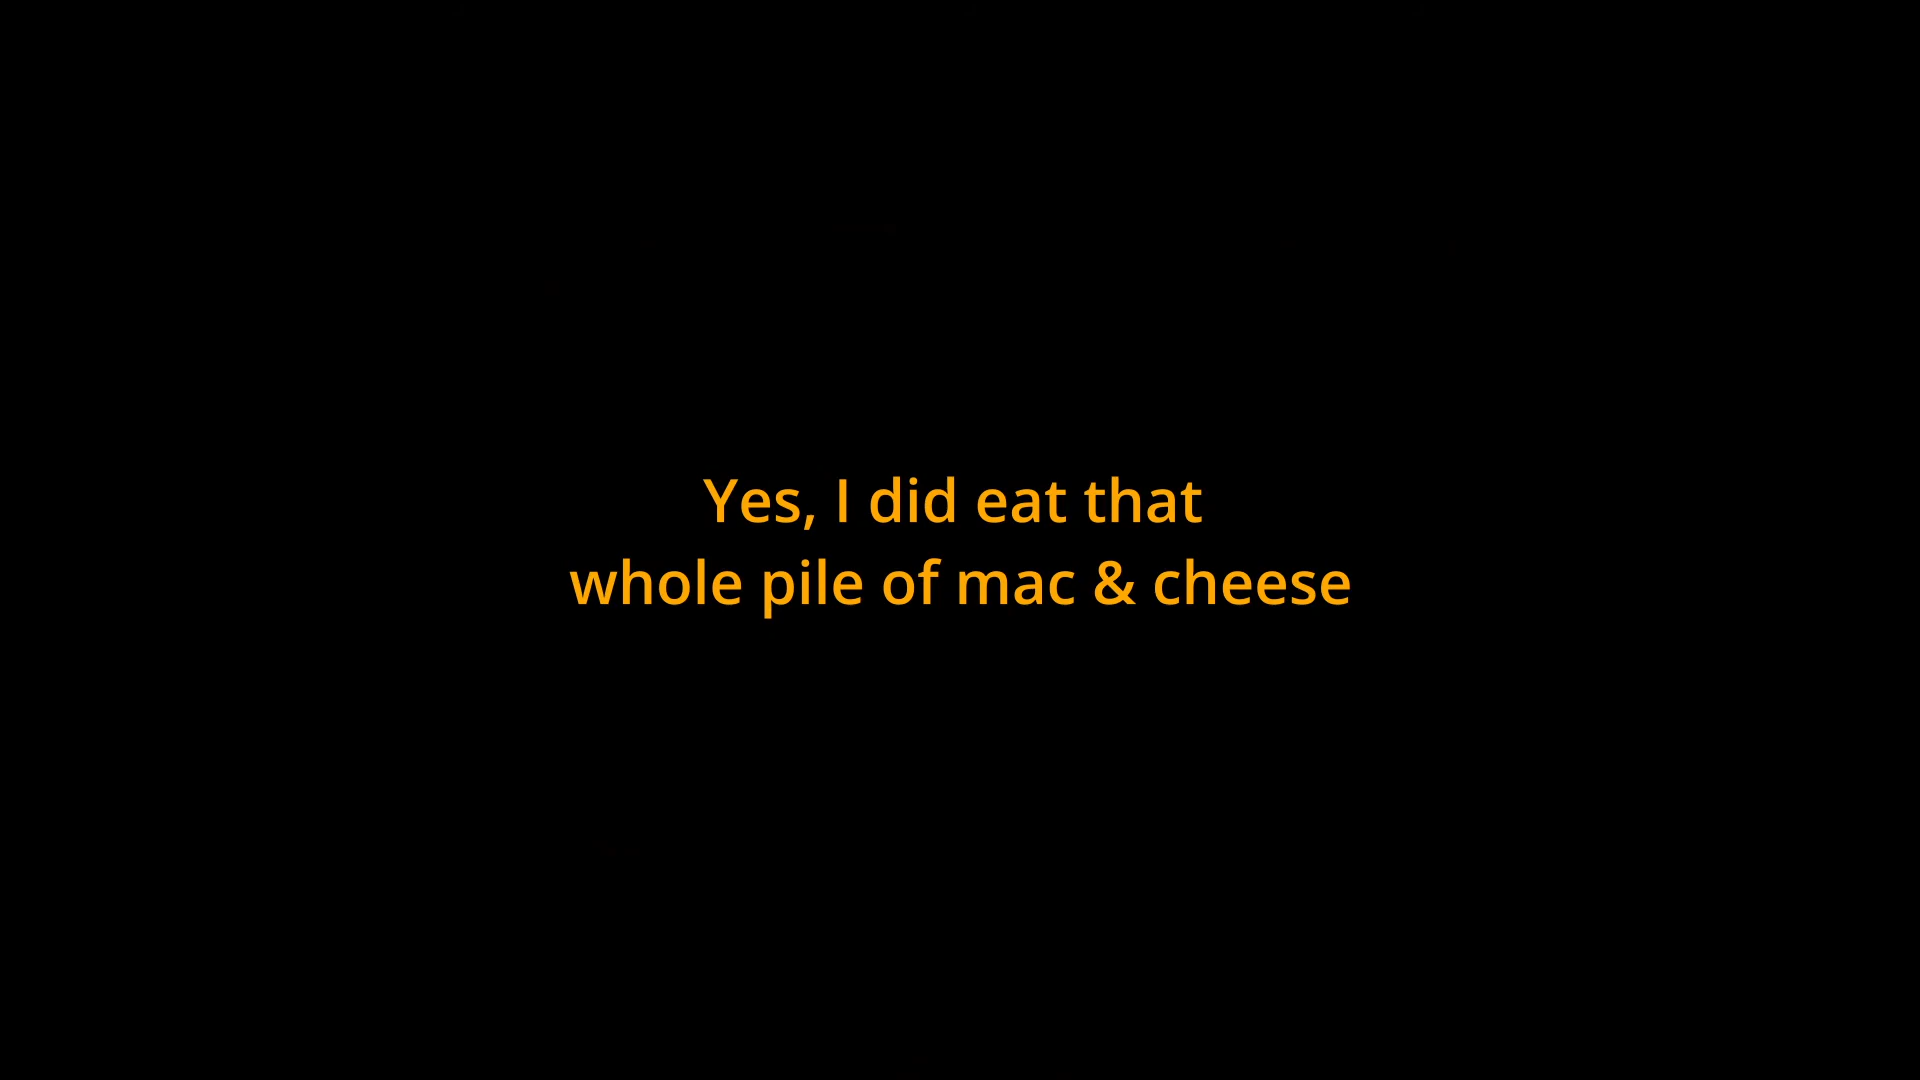 Yes, I did eat that
whole pile of mac & cheese